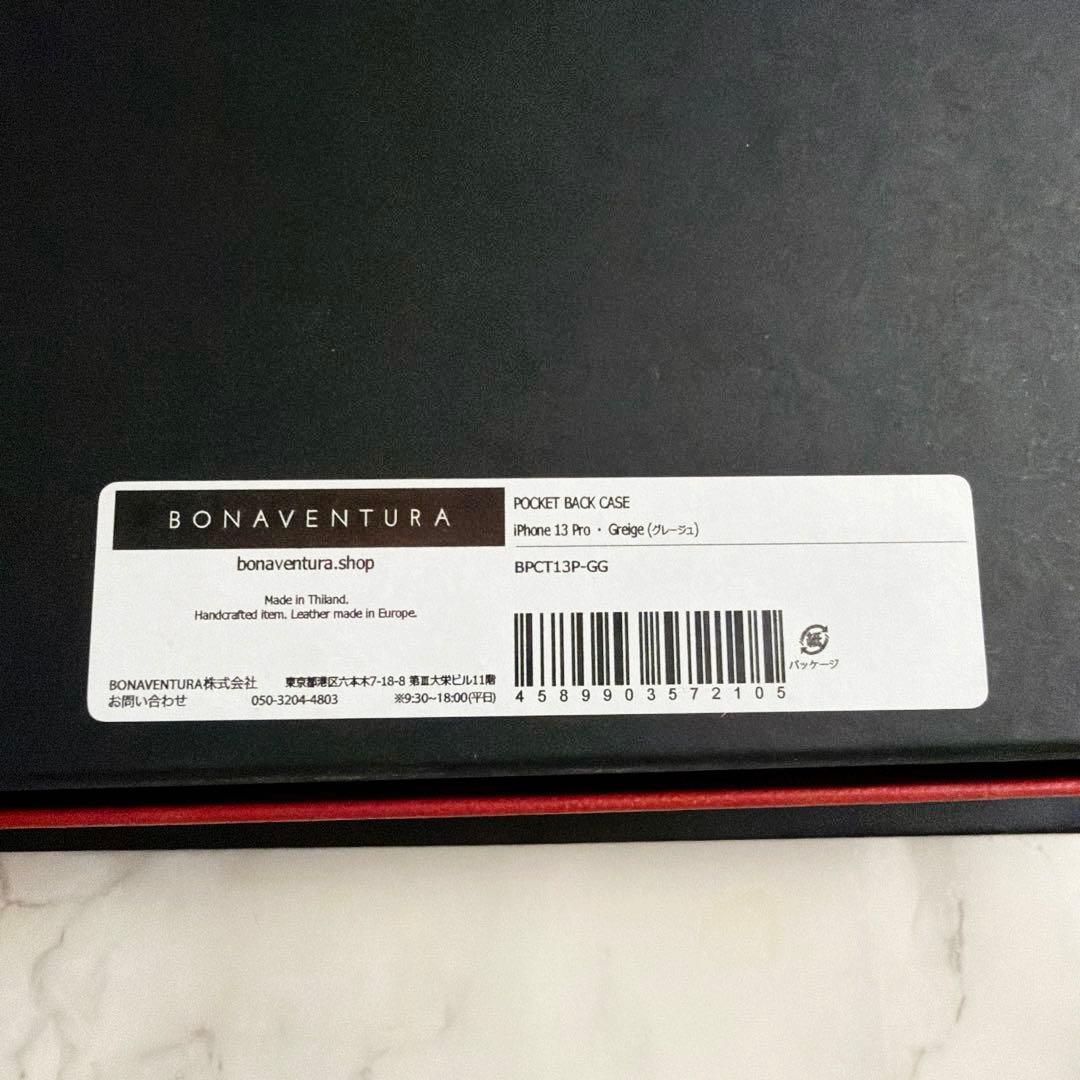 BONAVENTURA
bonaventura.shop
Made in Thiland.
Handcrafted item. Leather made in Europe.
BONAVENTURA株式会社 東京都港区六本木7-18-8 第Ⅲ大栄ビル11階
お問い合わせ 050-3204-4803 ※9:30~18:00(平日)
POCKET BACK CASE
iPhone 13 Pro ・ Greige (グレージュ)
BPCT13P-GG
4589903572105
紙
パッケージ